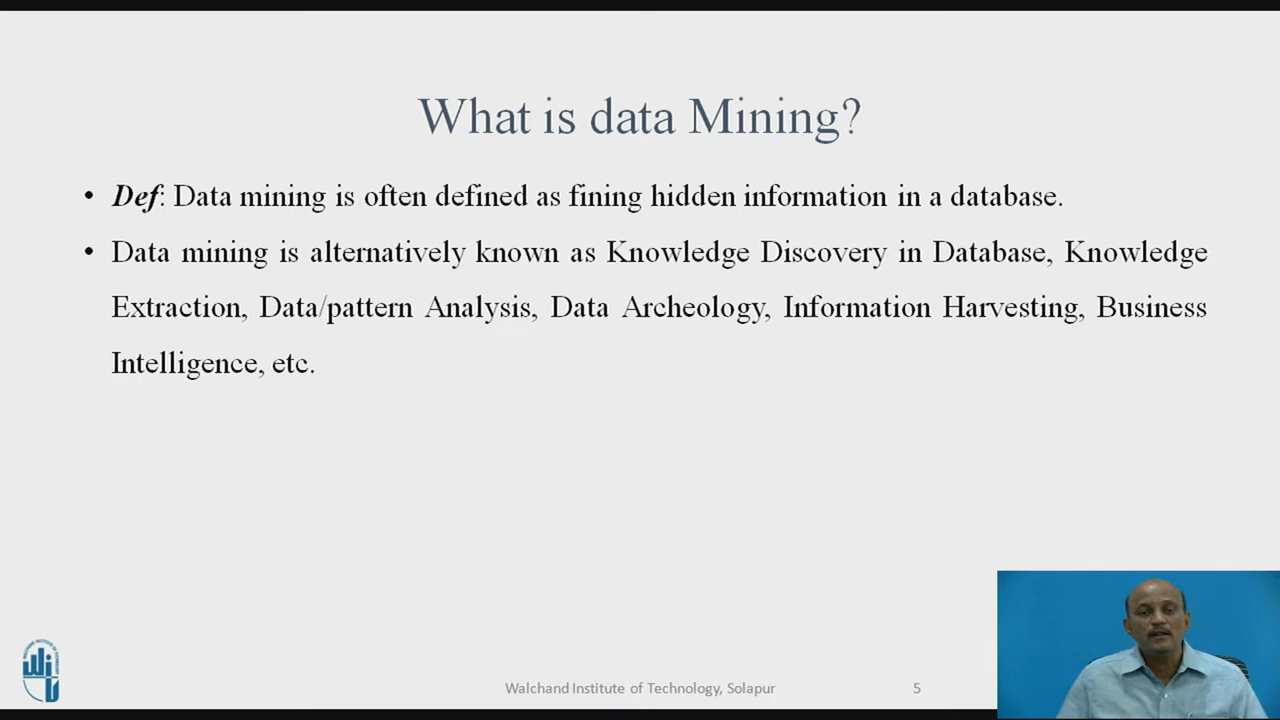 What is data Mining?
• Def: Data mining is often defined as fining hidden information in a database.
• Data mining is alternatively known as Knowledge Discovery in Database, Knowledge
Extraction, Data/pattern Analysis, Data Archeology, Information Harvesting, Business
Intelligence, etc.
Walchand Institute of Technology, Solapur
5